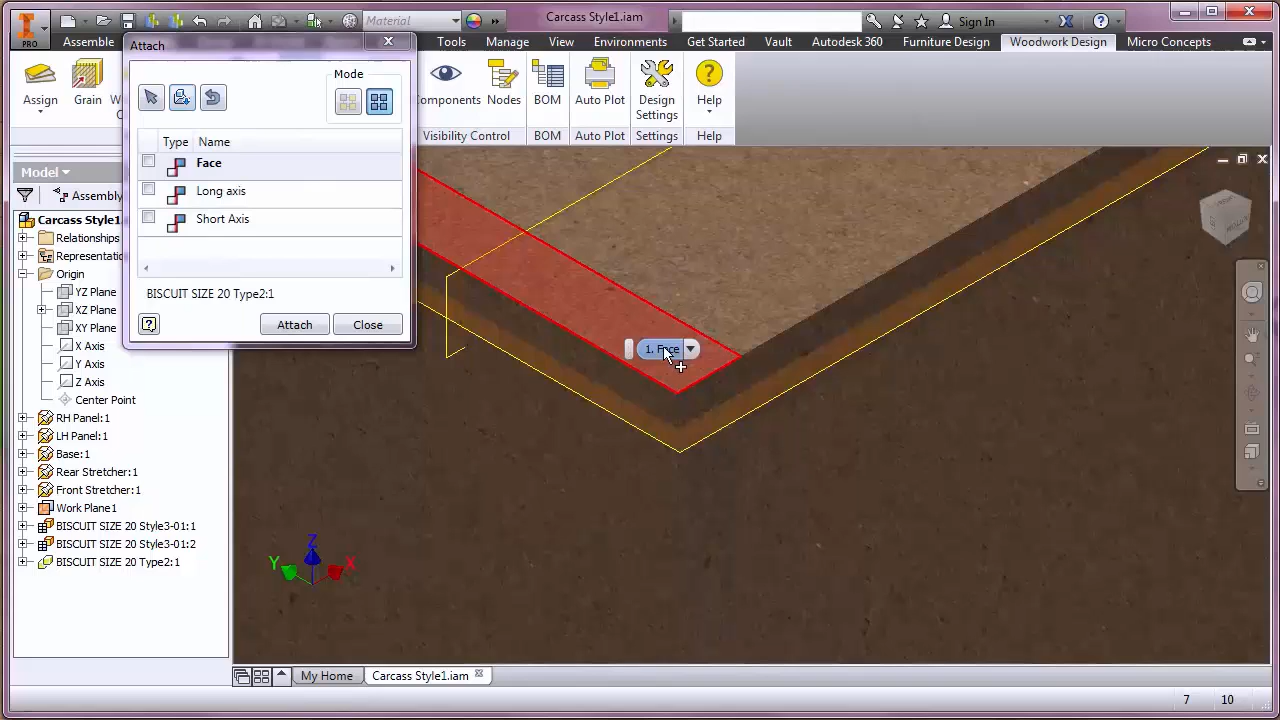 Material
Carcass Style1.iam
Sign In
PRO
Assemble
Tools
Manage
View
Environments
Get Started
Vault
Autodesk 360
Furniture Design
Woodwork Design
Micro Concepts
Attach
Mode
Type Name
Face
Long axis
Short Axis
BISCUIT SIZE 20 Type2:1
Attach
Close
Assign
Grain
Components
Nodes
BOM
Auto Plot
Design
Settings
Help
Visibility Control
BOM
Auto Plot
Settings
Help
Model
Assembly
Carcass Style1.
Relationships
Representatio
Origin
YZ Plane
XZ Plane
XY Plane
X Axis
Y Axis
Z Axis
Center Point
RH Panel:1
LH Panel:1
Base:1
Rear Stretcher:1
Front Stretcher:1
Work Plane1
BISCUIT SIZE 20 Style3-01:1
BISCUIT SIZE 20 Style3-01:2
BISCUIT SIZE 20 Type2:1
1. Face
Z
Y
X
My Home
Carcass Style1.iam
7
10